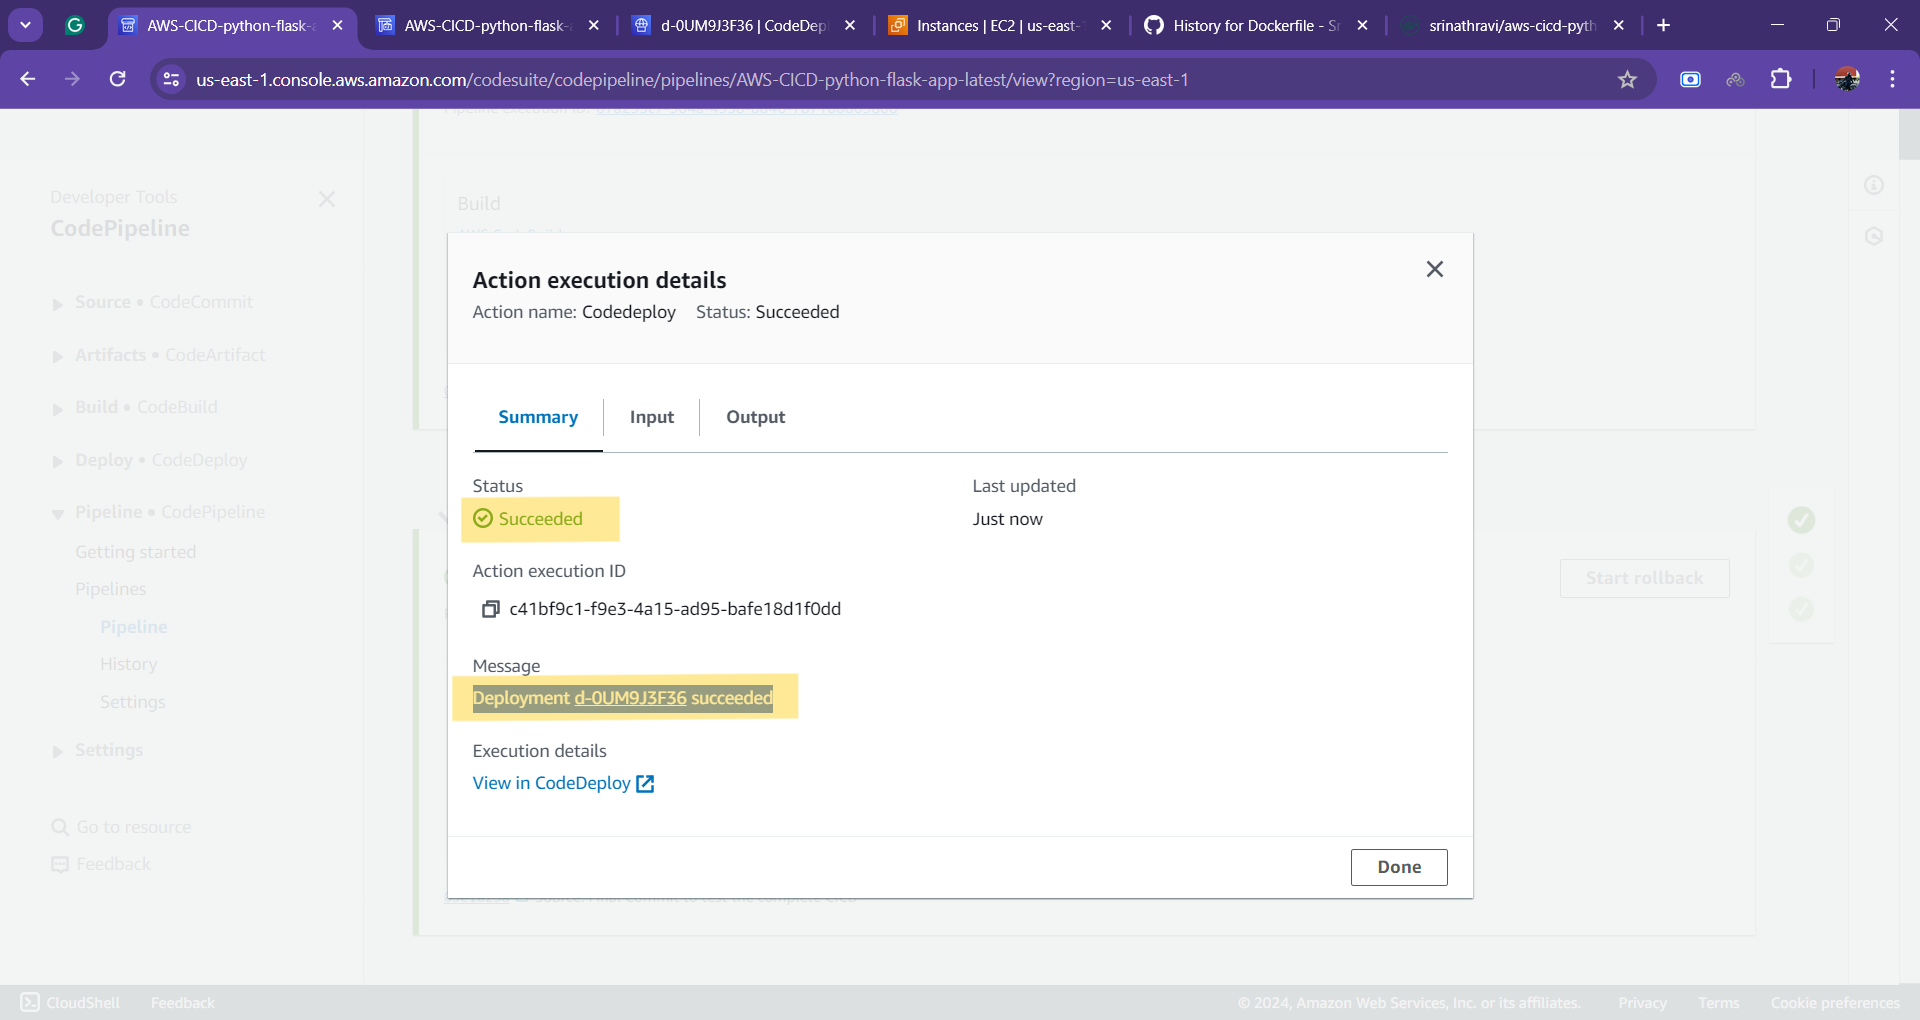 AWS-CICD-python-flask-a
AWS-CICD-python-flask-
d-0UM9J3F36 | CodeDep
Instances | EC2 | us-east-
History for Dockerfile - Sr
srinathravi/aws-cicd-pyth
us-east-1.console.aws.amazon.com/codesuite/codepipeline/pipelines/AWS-CICD-python-flask-app-latest/view?region=us-east-1
Developer Tools
CodePipeline
Source • CodeCommit
Artifacts • CodeArtifact
Build • CodeBuild
Deploy • CodeDeploy
Pipeline • CodePipeline
Getting started
Pipelines
Pipeline
History
Settings
Settings
Go to resource
Feedback
Build
Action execution details
Action name: Codedeploy Status: Succeeded
Summary Input Output
Status
Succeeded
Last updated
Just now
Action execution ID
c41bf9c1-f9e3-4a15-ad95-bafe18d1f0dd
Message
Deployment d-0UM9J3F36 succeeded
Execution details
View in CodeDeploy
Done
Start rollback
CloudShell Feedback
© 2024, Amazon Web Services, Inc. or its affiliates. Privacy Terms Cookie preferences